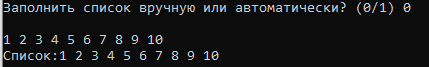 Заполнить список вручную или автоматически? (0/1) 0
1 2 3 4 5 6 7 8 9 10
Список:1 2 3 4 5 6 7 8 9 10